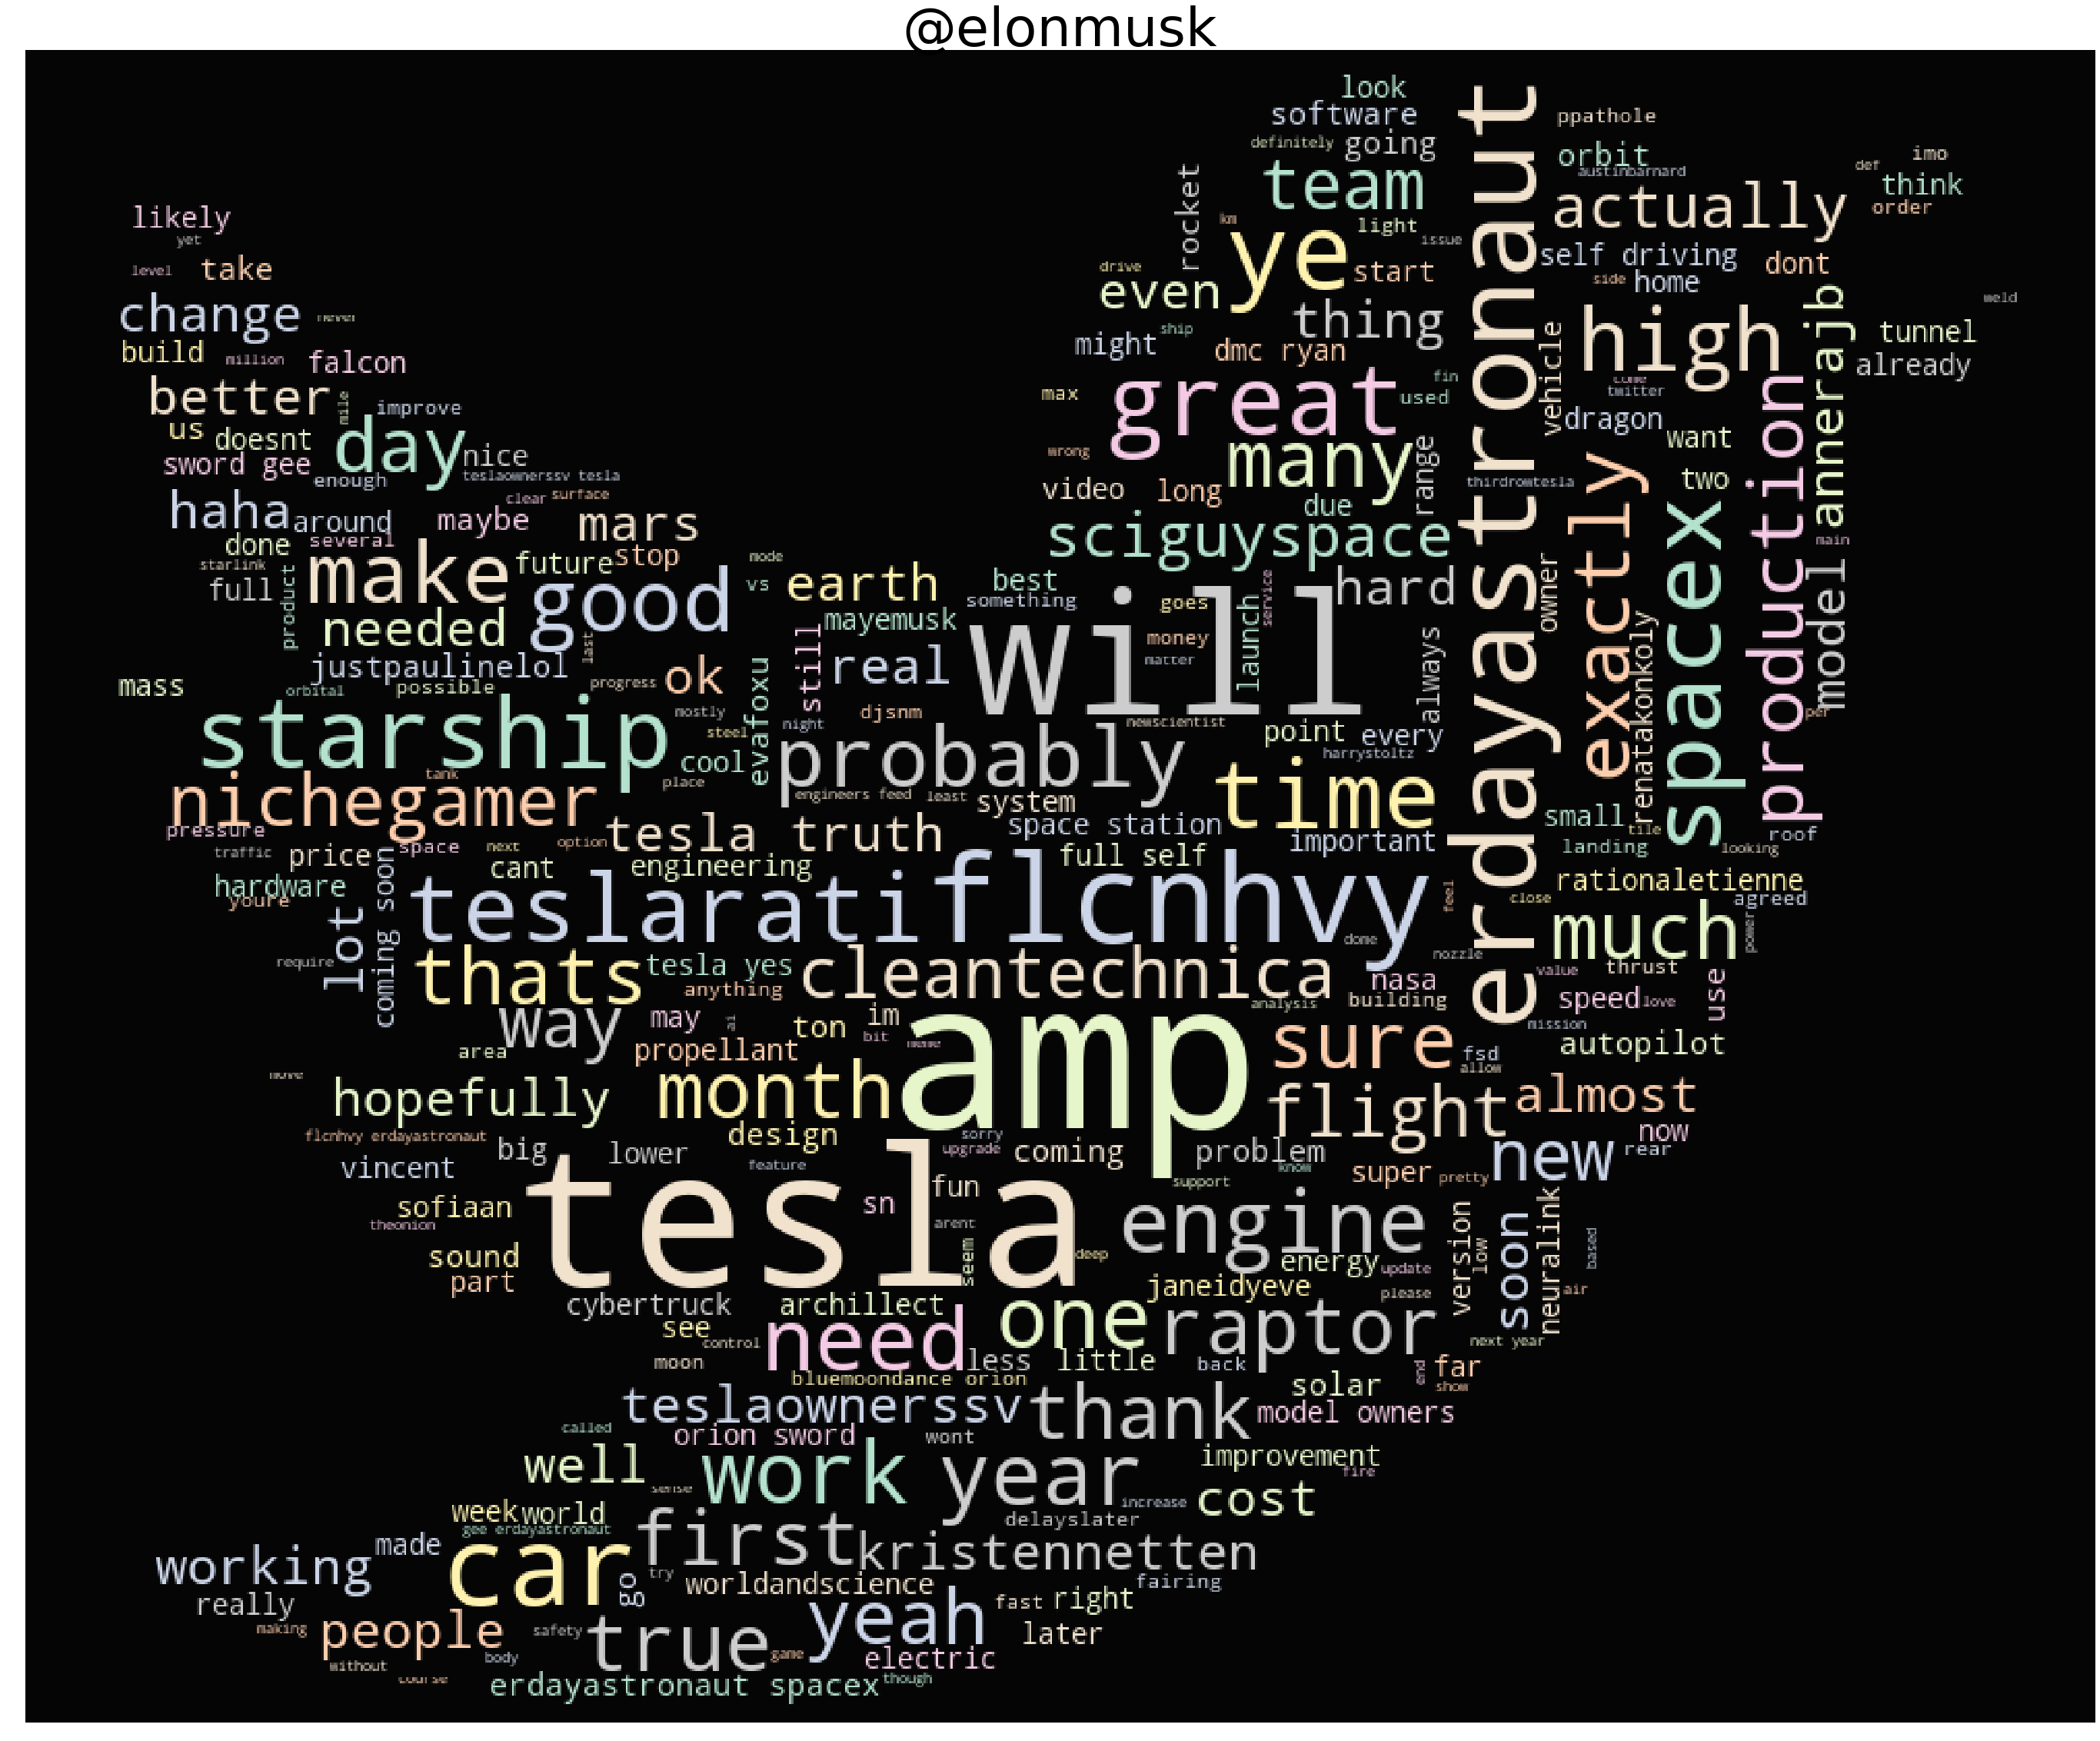 @elonmusk
look
software
ppathole
definitely
going
orbit
imo
austinbarnard
def
think
team
rocket
erdayastronaut
actually
order
likely
km
light
yet
ye
issue
self driving
dont
level
take
drive
start
side
home
weld
even
change
thing
high
annerajb
tunnel
build
million
falcon
might
ship
dmc ryan
vehicle
already
better
mile
improve
max
great
fin
used
twitter
production
us
doesnt
day
nice
dragon
want
sword gee
enough
teslaownerssv tesla
wrong
many
range
exactly
two
clear
surface
video
long
thirdrowtesla
spacex
haha
around
maybe
mars
due
done
several
sciguyspace
main
starlink
make
future
stop
mode
full
product
good
vs
earth
best
something
will
goes
launch
service
hard
owner
model
needed
last
still
mayemusk
money
justpaulinelol
real
matter
always
renatakonkoly
mass
orbital
possible
progress
ok
evafoxu
starship
mostly
night
djsnm
newscientist
per
steel
probably
point
every
cool
harrystoltz
tank
place
time
nichegamer
engineers feed
least
system
small
tile
pressure
tesla truth
space station
important
roof
traffic
price
space
next
option
landing
looking
cant
engineering
full self
hardware
youre
coming soon
teslarati
flcnhvy
feel
rationaletienne
close
agreed
lot
much
power
dome
require
thats
tesla yes
cleantechnica
nozzle
anything
nasa
value
thrust
analysis
building
speed
love
use
way
may
ai
ton
im
amp
sure
mission
area
propellant
bit
fsd
autopilot
allow
hopefully
month
flight
almost
flcnhvy erdayastronaut
big
design
sorry
now
vincent
lower
upgrade
coming
problem
new
rear
feature
know
super
pretty
sofiaan
tesla
sn
fun
support
theonion
arent
engine
version
soon
neuralink
based
sound
seem
deep
energy
update
low
part
janeidyeve
please
air
cybertruck
archillect
one
raptor
see
control
need
next year
moon
less
little
back
end
far
bluemoondance orion
solar
show
teslaownerssv
thank
model owners
called
orion sword
wont
well
work
year
improvement
fire
sense
increase
cost
week
world
delayslater
gee erdayastronaut
first
working
made
car
kristennetten
go
try
worldandscience
fairing
really
yeah
fast
right
making
people
safety
true
game
later
without
body
electric
course
erdayastronaut spacex
though